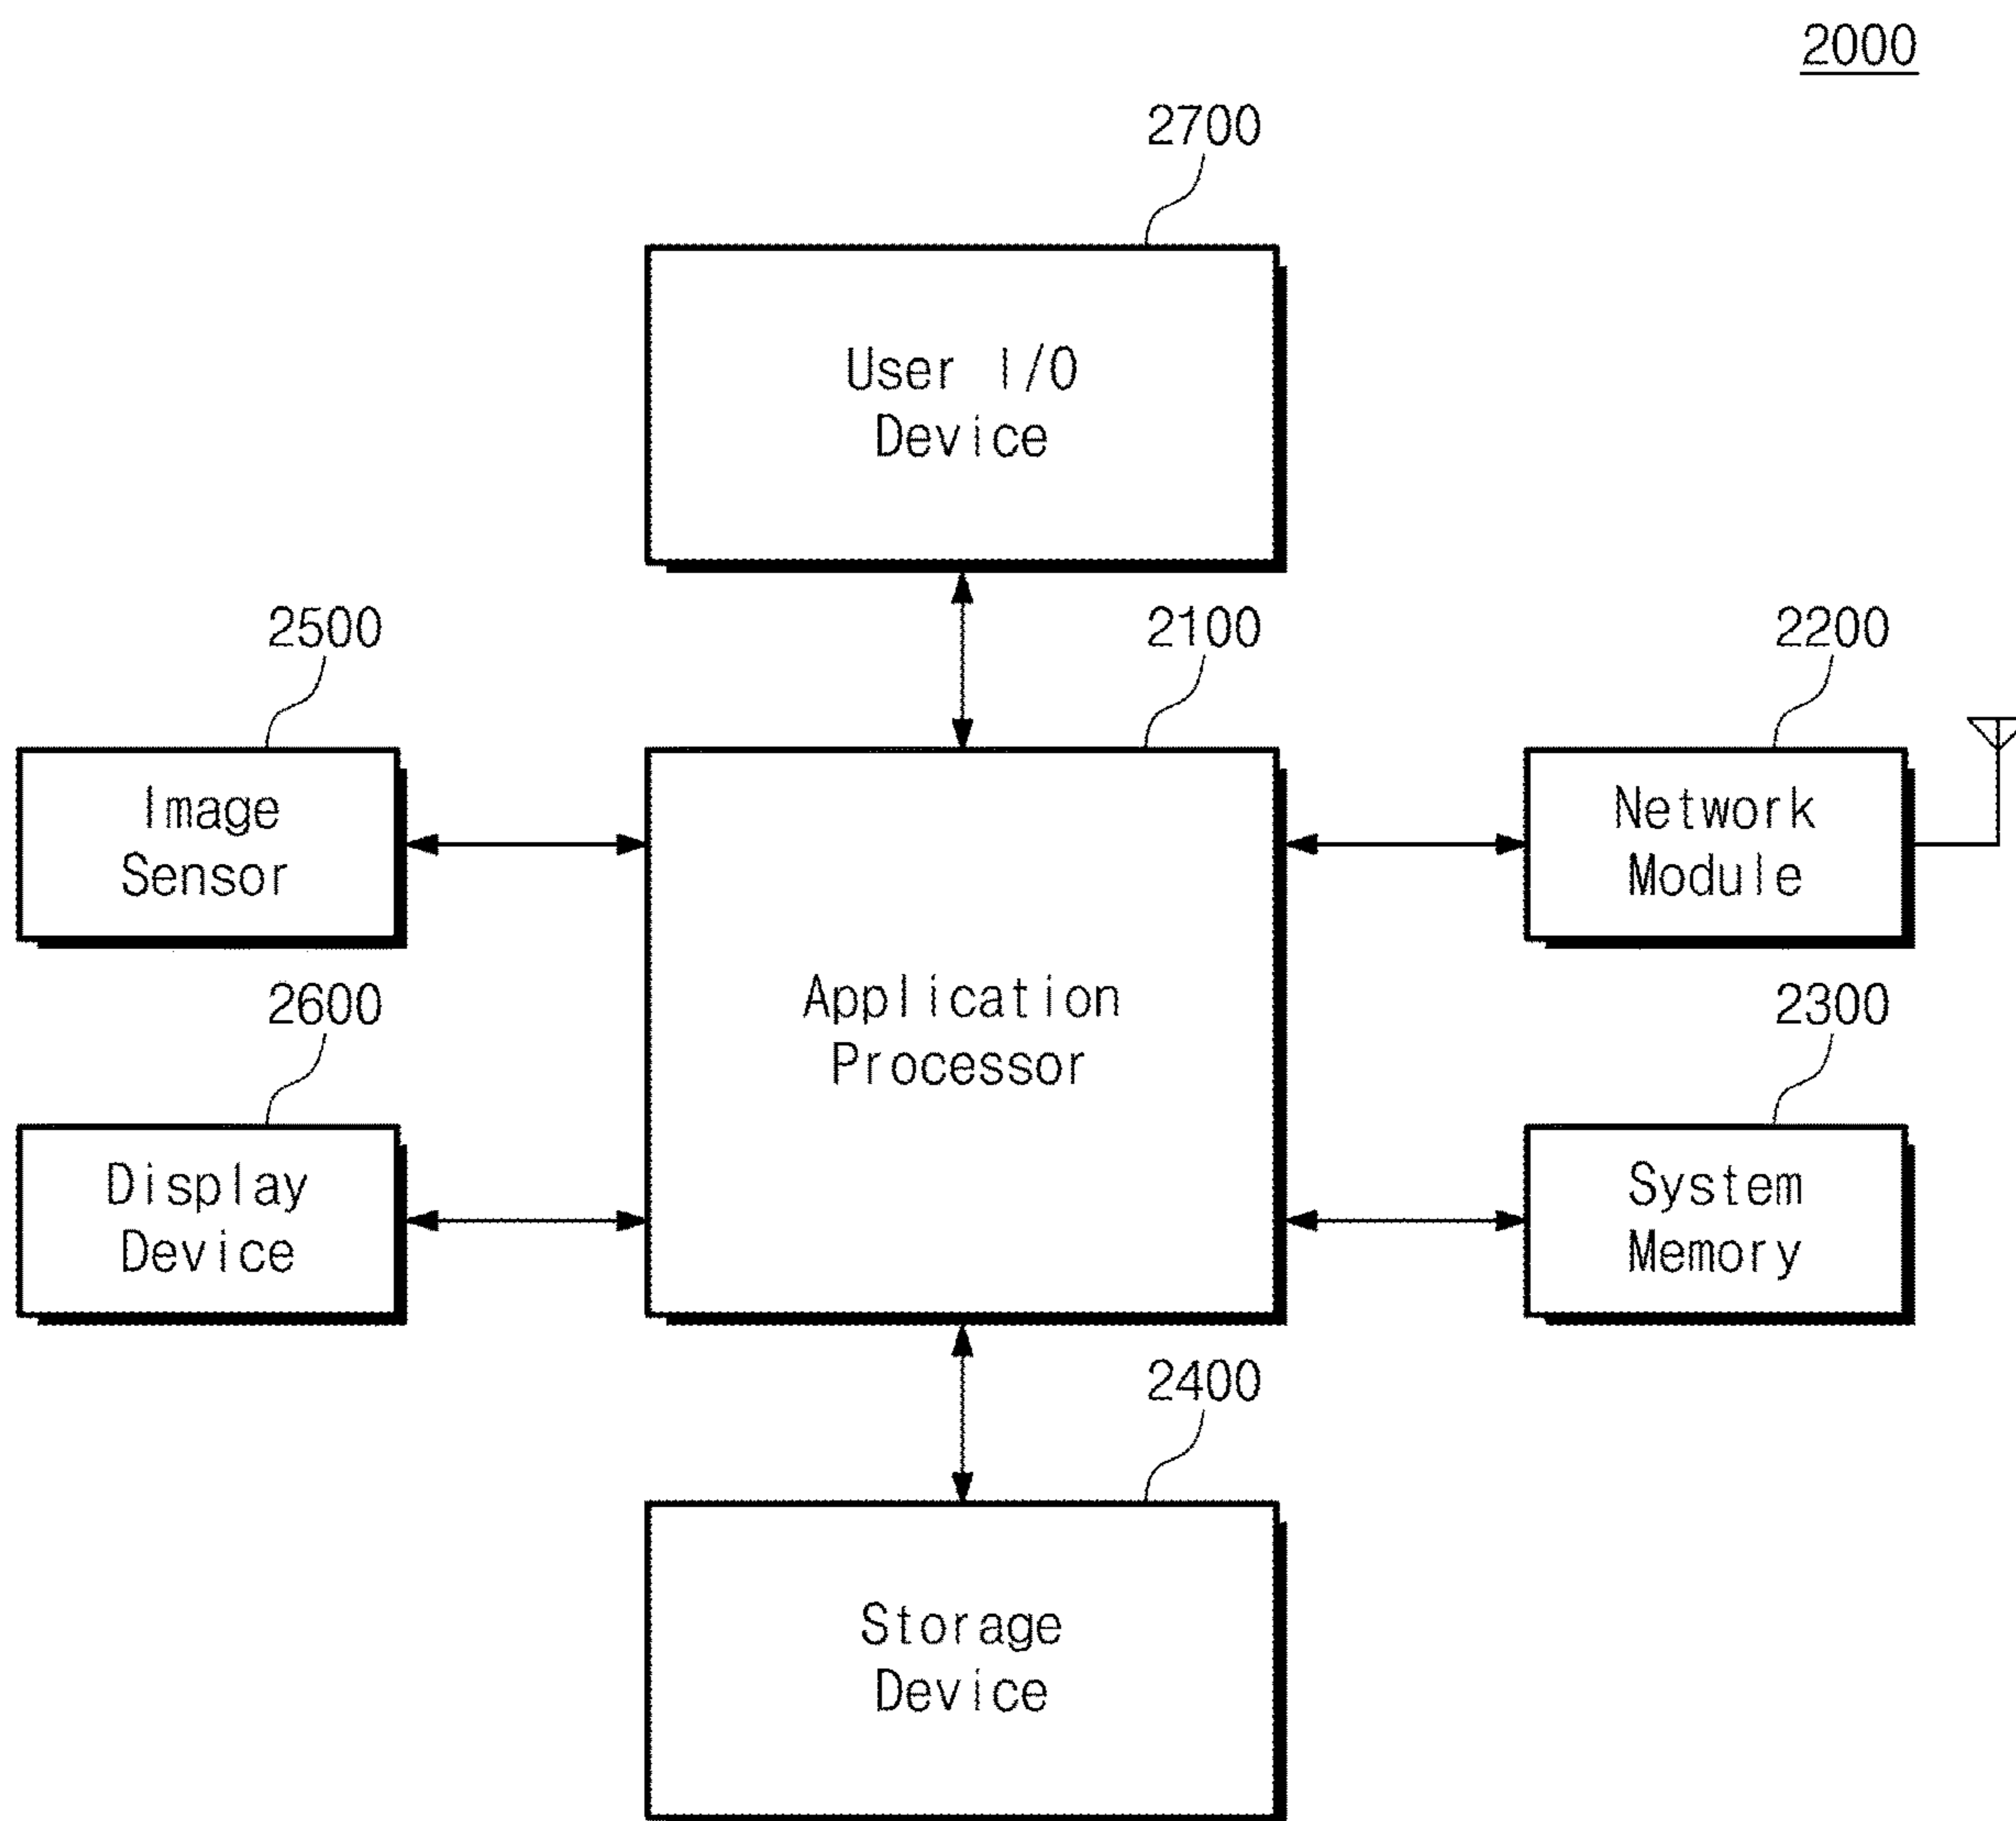 2000
2700
User I/O
Device
2500
2100
2200
Image
Sensor
Network
Module
Application
Processor
2600
2300
Display
Device
System
Memory
2400
Storage
Device